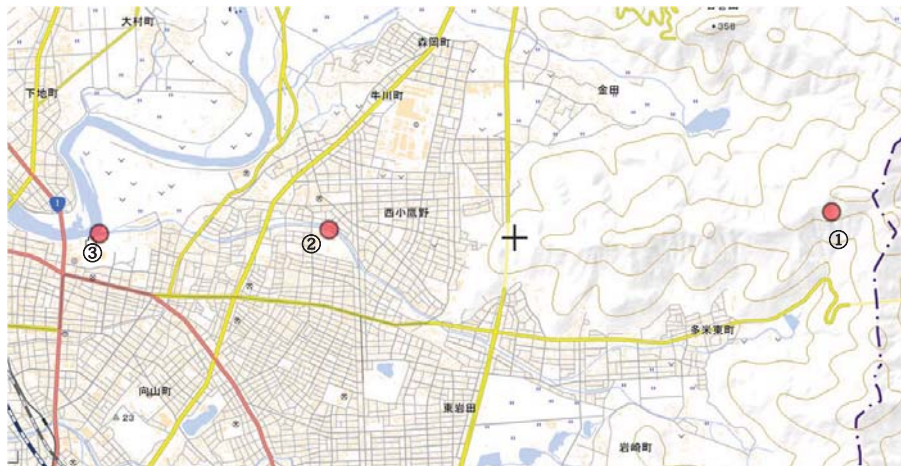 大村町
森岡町
・358
下地町
牛川町
金田
1
西小鷹野
③
②
①
多米東町
向山町
東岩田
23
岩崎町